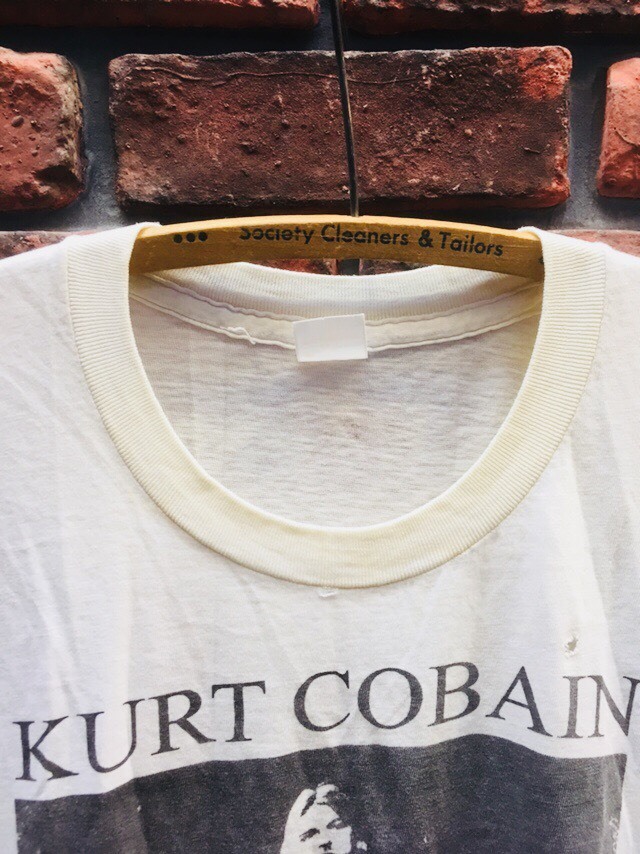 Society Cleaners & Tailors
KURT COBAIN